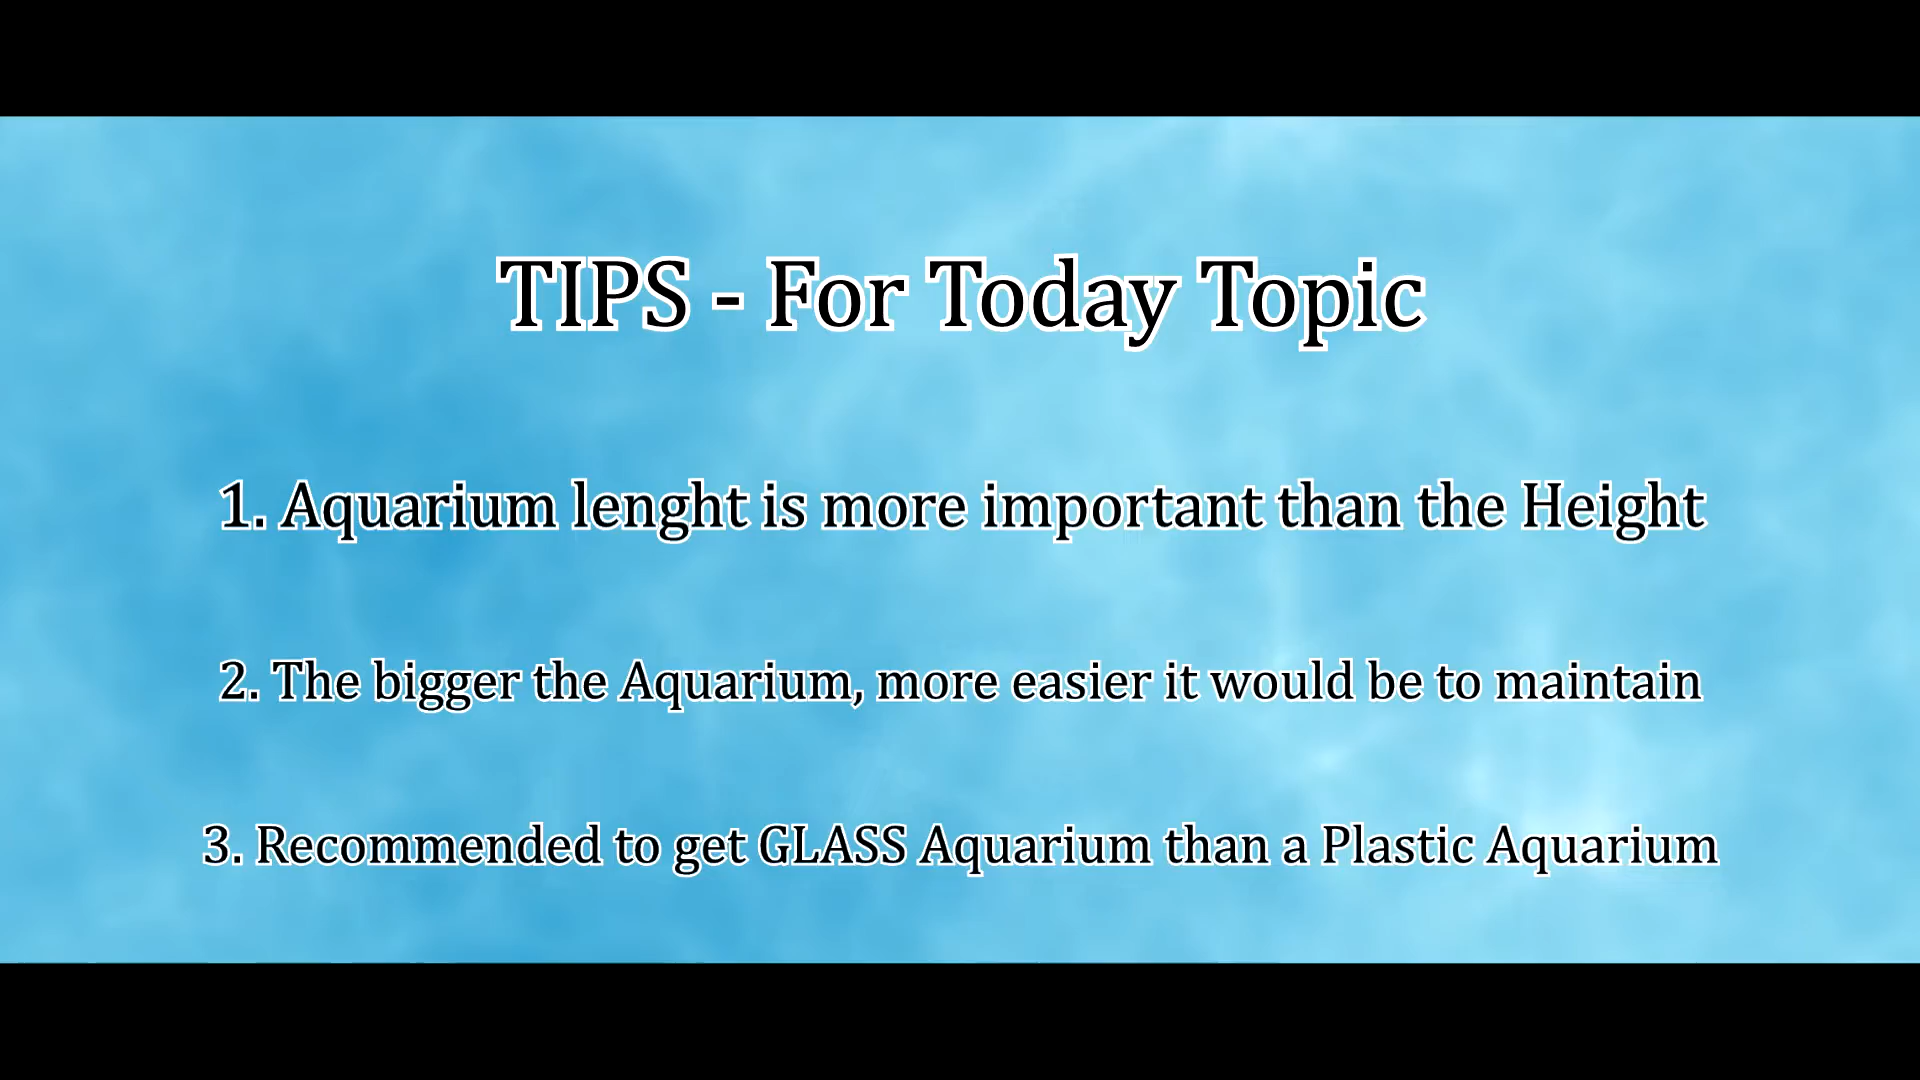 TIPS - For Today Topic
1. Aquarium lenght is more important than the Height
2. The bigger the Aquarium, more easier it would be to maintain
3. Recommended to get GLASS Aquarium than a Plastic Aquarium